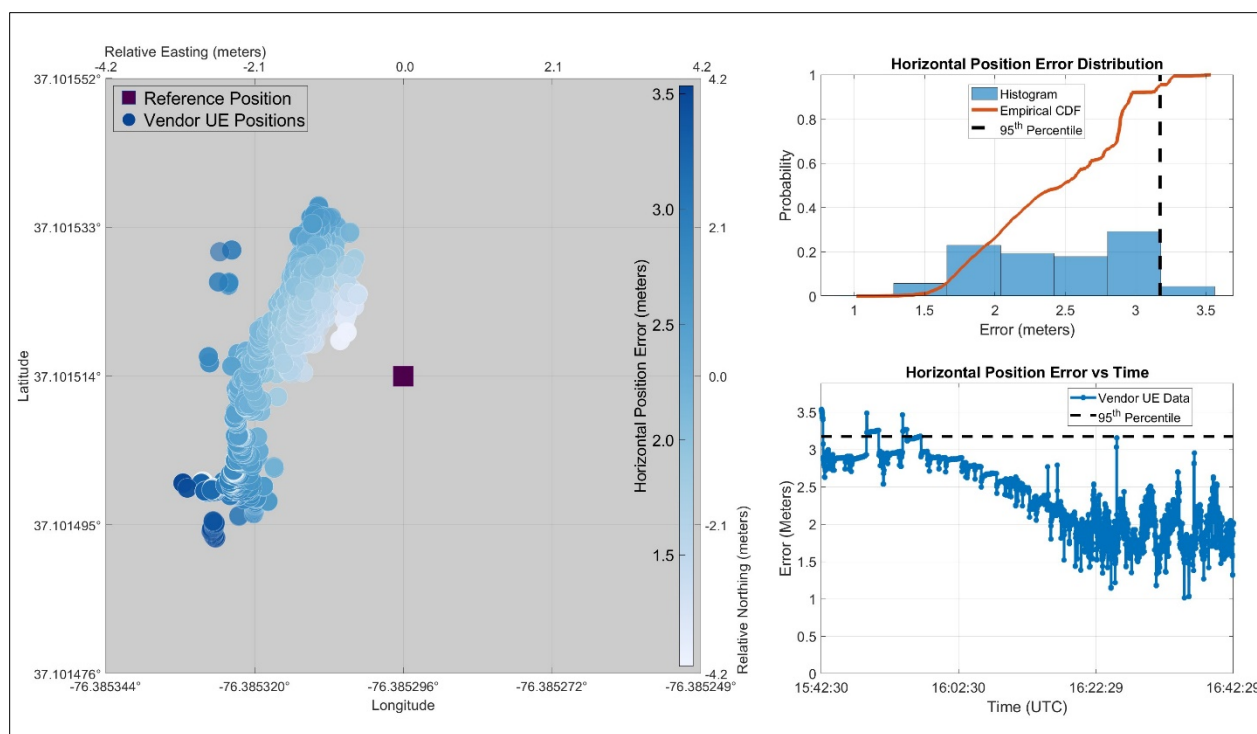 Relative Easting (meters)
-4.2 -2.1 0.0 2.1 4.2
37.101552° 4.2
Reference Position
Vendor UE Positions
3.5
3.0
37.101533° 2.1
Latitude
Horizontal Position Error (meters)
2.5
37.101514° 0.0
2.0
Relative Northing (meters)
37.101495° -2.1
1.5
37.101476° -4.2
-76.385344° -76.385320° -76.385296° -76.385272° -76.385249°
Longitude
Horizontal Position Error Distribution
Histogram
Empirical CDF
95th Percentile
Probability
1
0.8
0.6
0.4
0.2
0
1 1.5 2 2.5 3 3.5
Error (meters)
Horizontal Position Error vs Time
Vendor UE Data
95th Percentile
Error (Meters)
3.5
3
2.5
2
1.5
1
0.5
0
15:42:30 16:02:30 16:22:29 16:42:29
Time (UTC)